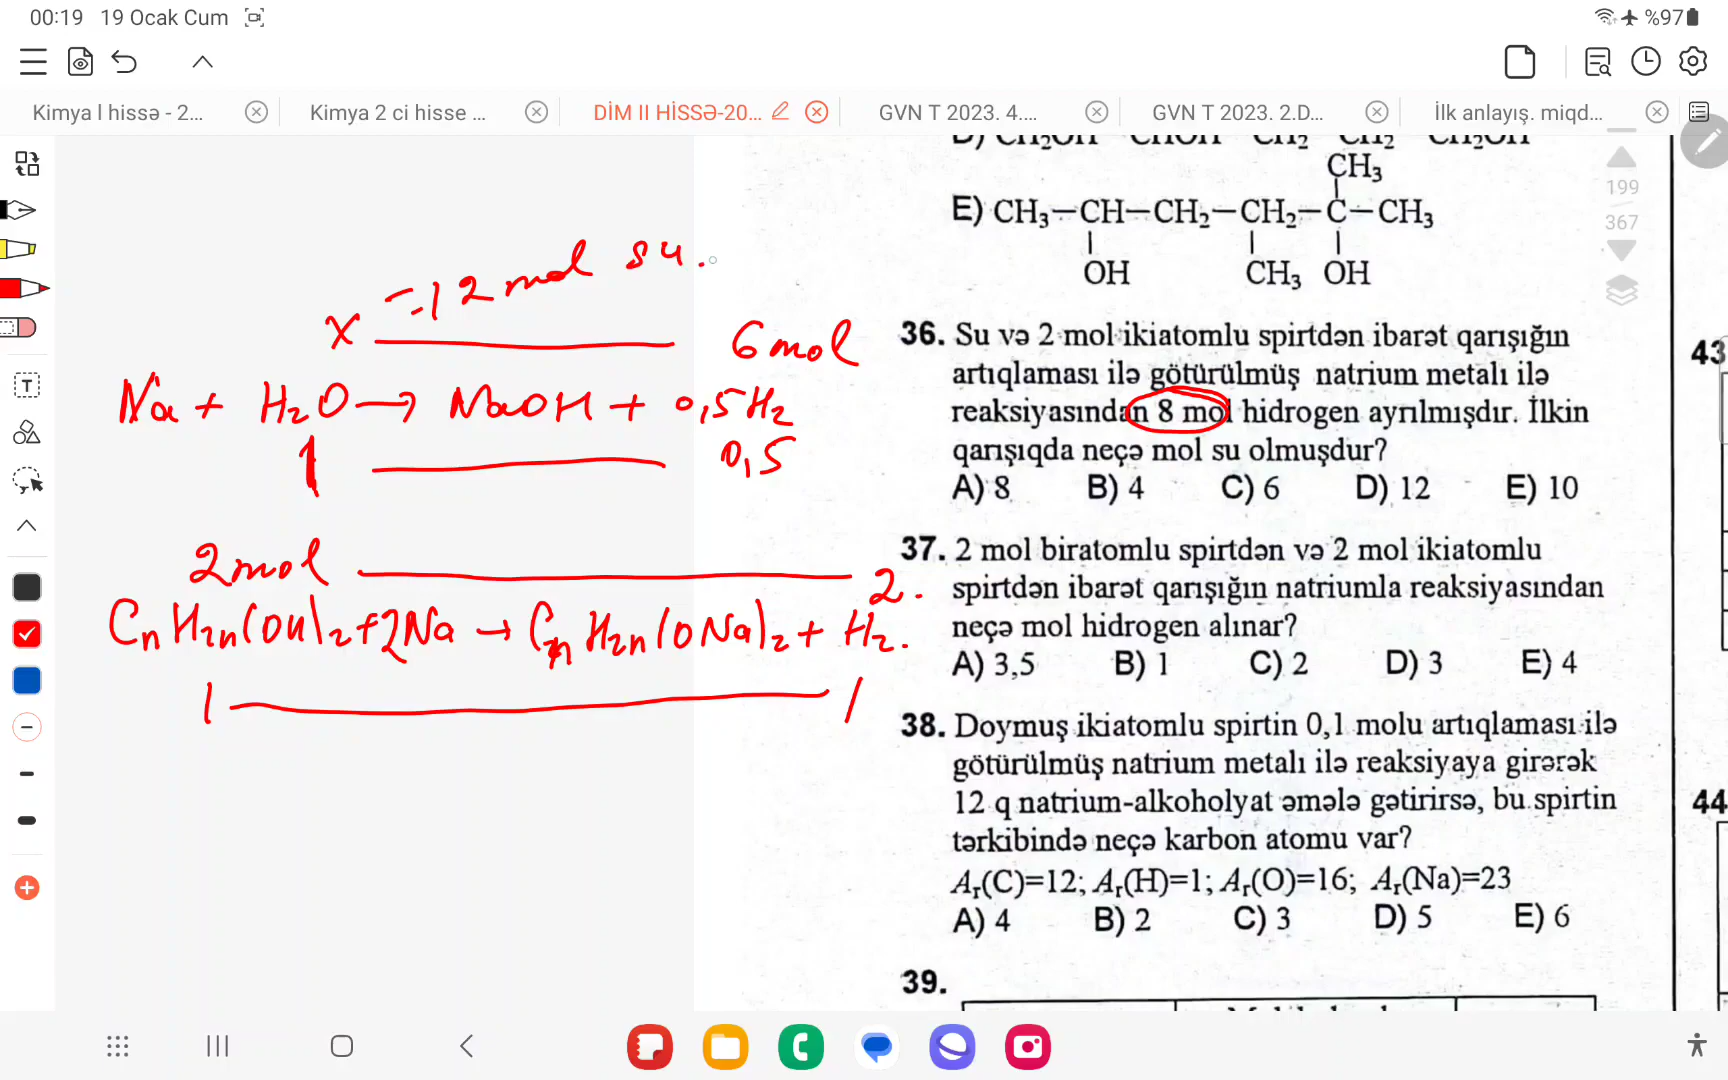 00:19 19 Ocak Cum %97
Kimya I hissə - 2... Kimya 2 ci hisse ... DİM II HİSSƏ-20... GVN T 2023. 4.... GVN T 2023. 2.D... İlk anlayış. miqd...
199
367
D) CH₂OH CHOH CH₂ CH₂ CH₂OH
CH₃
E) CH₃—CH—CH₂—CH₂—C—CH₃
OH CH₃ OH
36. Su və 2 mol ikiatomlu spirtdən ibarət qarışığın
artıqlaması ilə götürülmüş natrium metalı ilə
reaksiyasından 8 mol hidrogen ayrılmışdır. İlkin
qarışıqda neçə mol su olmuşdur?
A) 8 B) 4 C) 6 D) 12 E) 10
37. 2 mol biratomlu spirtdən və 2 mol ikiatomlu
spirtdən ibarət qarışığın natriumla reaksiyasından
neçə mol hidrogen alınar?
A) 3,5 B) 1 C) 2 D) 3 E) 4
38. Doymuş ikiatomlu spirtin 0,1 molu artıqlaması ilə
götürülmüş natrium metalı ilə reaksiyaya girərək
12 q natrium-alkoholyat əmələ gətirirsə, bu spirtin
tərkibində neçə karbon atomu var?
Aᵣ(C)=12; Aᵣ(H)=1; Aᵣ(O)=16; Aᵣ(Na)=23
A) 4 B) 2 C) 3 D) 5 E) 6
39.
43
44
x =12 mol su.
6 mol
Na + H₂O → NaOH + 0,5H₂
1 0,5
2 mol 2.
CnH2n(OH)₂+2Na → CnH2n(ONa)₂ + H₂.
1 1
T